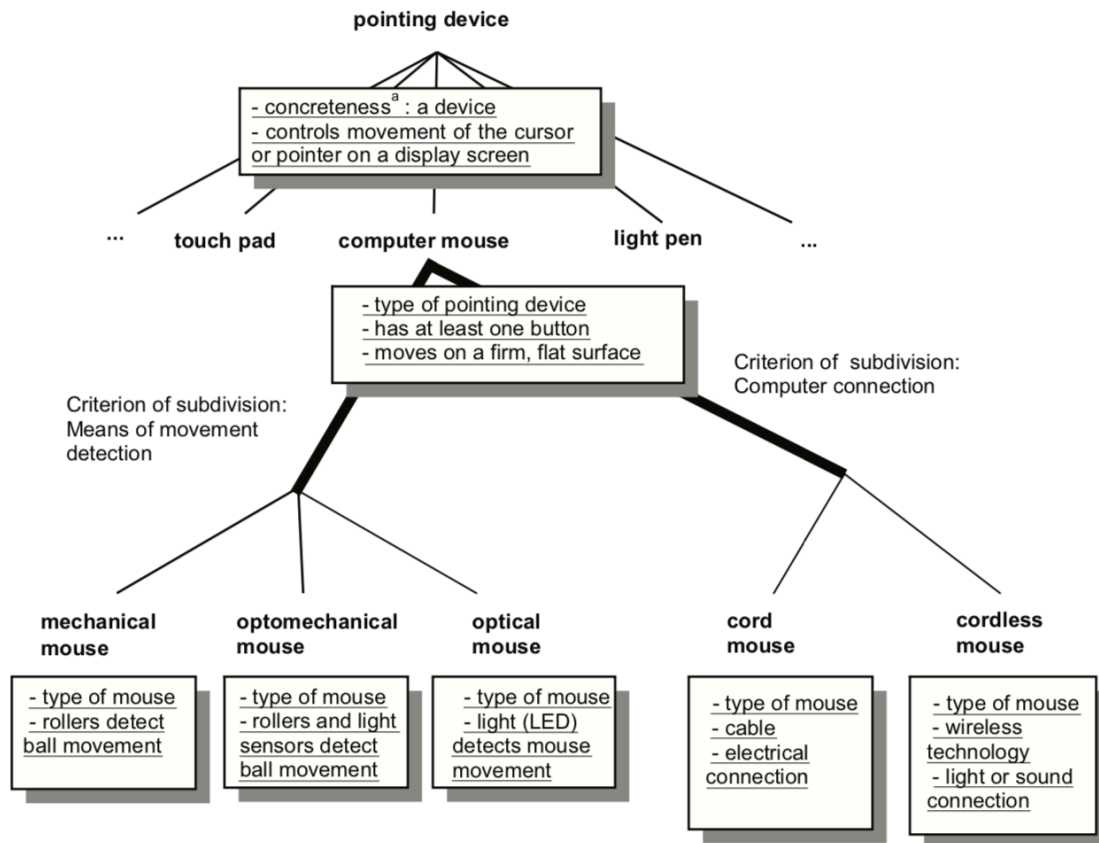 pointing device
- concretenessᵃ : a device
- controls movement of the cursor
or pointer on a display screen
...
touch pad
computer mouse
light pen
...
- type of pointing device
- has at least one button
- moves on a firm, flat surface
Criterion of subdivision:
Computer connection
Criterion of subdivision:
Means of movement
detection
mechanical
mouse
- type of mouse
- rollers detect
ball movement
optomechanical
mouse
- type of mouse
- rollers and light
sensors detect
ball movement
optical
mouse
- type of mouse
- light (LED)
detects mouse
movement
cord
mouse
- type of mouse
- cable
- electrical
connection
cordless
mouse
- type of mouse
- wireless
technology
- light or sound
connection